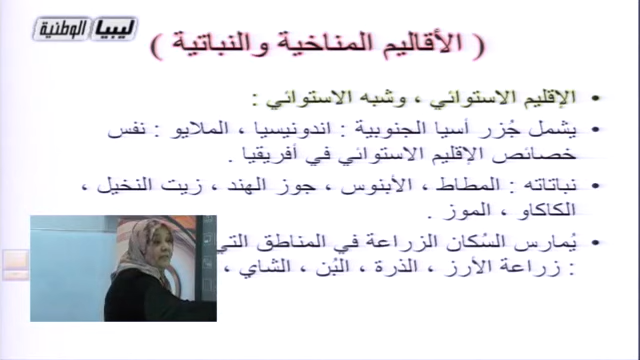 ليبيا الوطنية
( الأقاليم المناخية والنباتية )
• الإقليم الاستوائي ، وشبه الاستوائي :
• يشمل جُزر آسيا الجنوبية : اندونيسيا ، الملايو : نفس
خصائص الإقليم الاستوائي في أفريقيا .
• نباتاته : المطاط ، الأبنوس ، جوز الهند ، زيت النخيل ،
الكاكاو ، الموز .
• يُمارس السُكان الزراعة في المناطق التي
: زراعة الأرز ، الذرة ، البُن ، الشاي ،